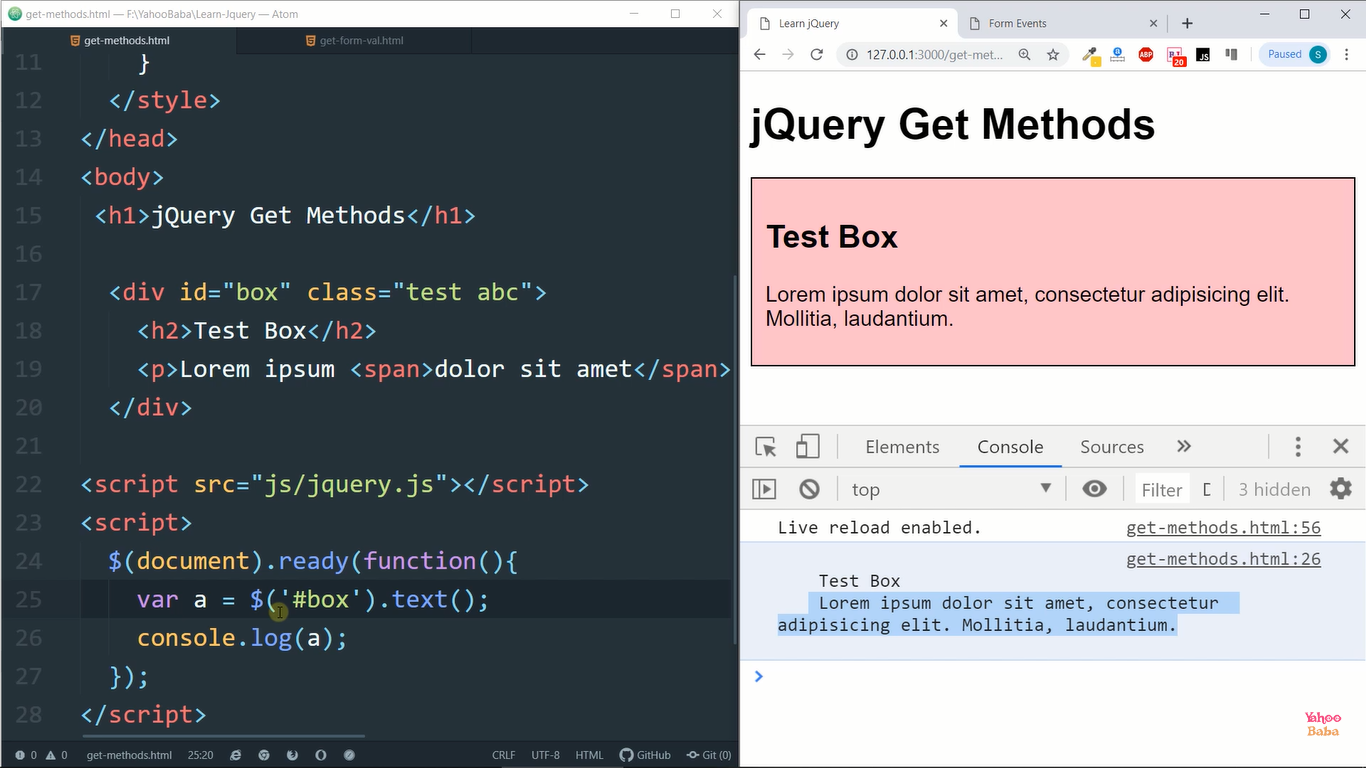 get-methods.html — F:\YahooBaba\Learn-Jquery — Atom
get-methods.html
get-form-val.html
11 }
12 </style>
13 </head>
14 <body>
15 <h1>jQuery Get Methods</h1>
16
17 <div id="box" class="test abc">
18 <h2>Test Box</h2>
19 <p>Lorem ipsum <span>dolor sit amet</span>
20 </div>
21
22 <script src="js/jquery.js"></script>
23 <script>
24 $(document).ready(function(){
25 var a = $('#box').text();
26 console.log(a);
27 });
28 </script>
0 0 get-methods.html 25:20
CRLF UTF-8 HTML GitHub Git (0)
Learn jQuery
Form Events
127.0.0.1:3000/get-met...
ABP
20
JS
Paused S
jQuery Get Methods
Test Box
Lorem ipsum dolor sit amet, consectetur adipisicing elit.
Mollitia, laudantium.
Elements Console Sources
top Filter D 3 hidden
Live reload enabled. get-methods.html:56
get-methods.html:26
Test Box
Lorem ipsum dolor sit amet, consectetur
adipisicing elit. Mollitia, laudantium.
Yahoo
Baba